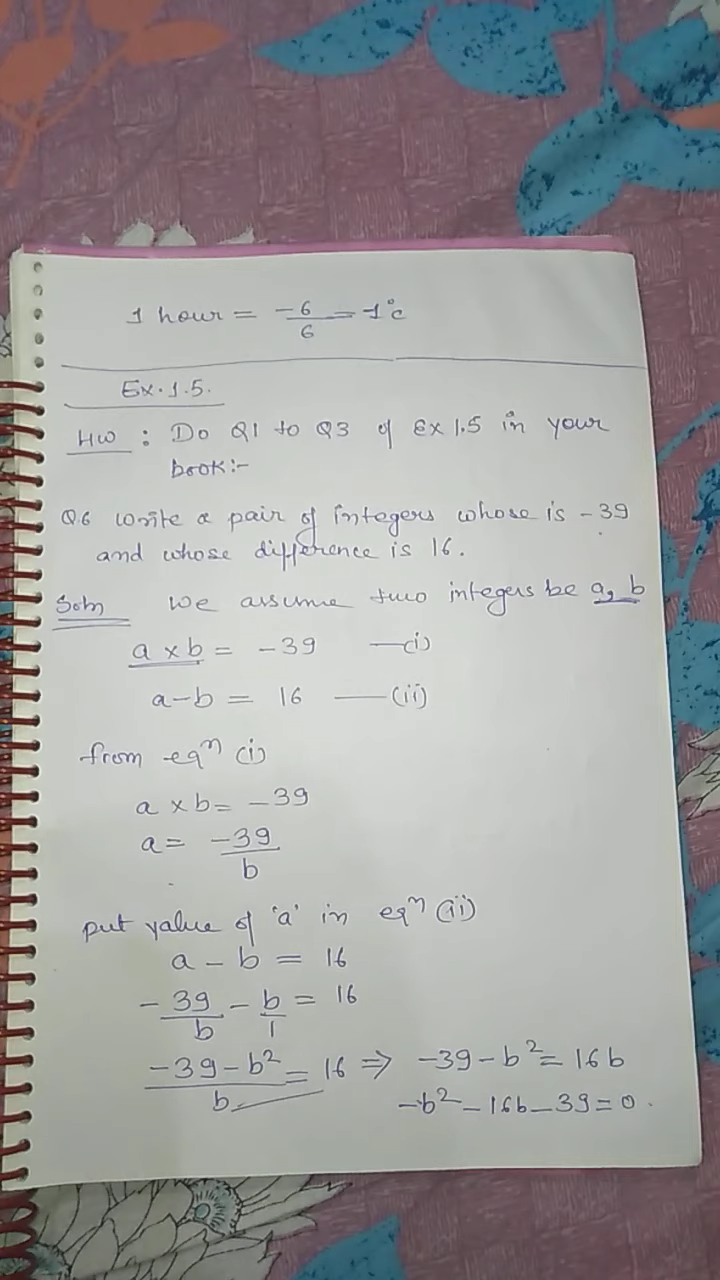 1 hour = -6/6 = -1°c
Ex. 1.5.
HW : Do Q1 to Q3 of Ex 1.5 in your
book:-
Q6 write a pair of integers whose is -39
and whose difference is 16.
Soln we assume two integers be a, b
a × b = -39 —(i)
a-b = 16 —(ii)
from eqn (i)
a × b = -39
a = -39/b
put value of 'a' in eqn (ii)
a - b = 16
-39/b - b/1 = 16
-39-b²/b = 16 ⇒ -39-b² = 16b
-b²-16b-39=0.